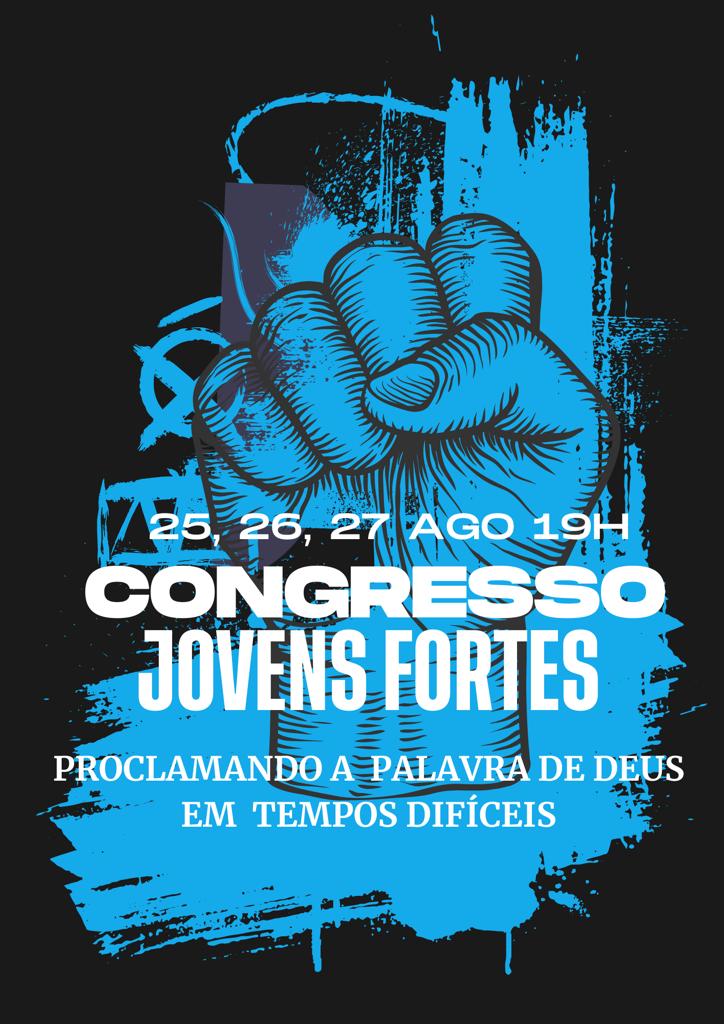 25, 26, 27 AGO 19H
CONGRESSO
JOVENS FORTES
PROCLAMANDO A PALAVRA DE DEUS
EM TEMPOS DIFÍCEIS